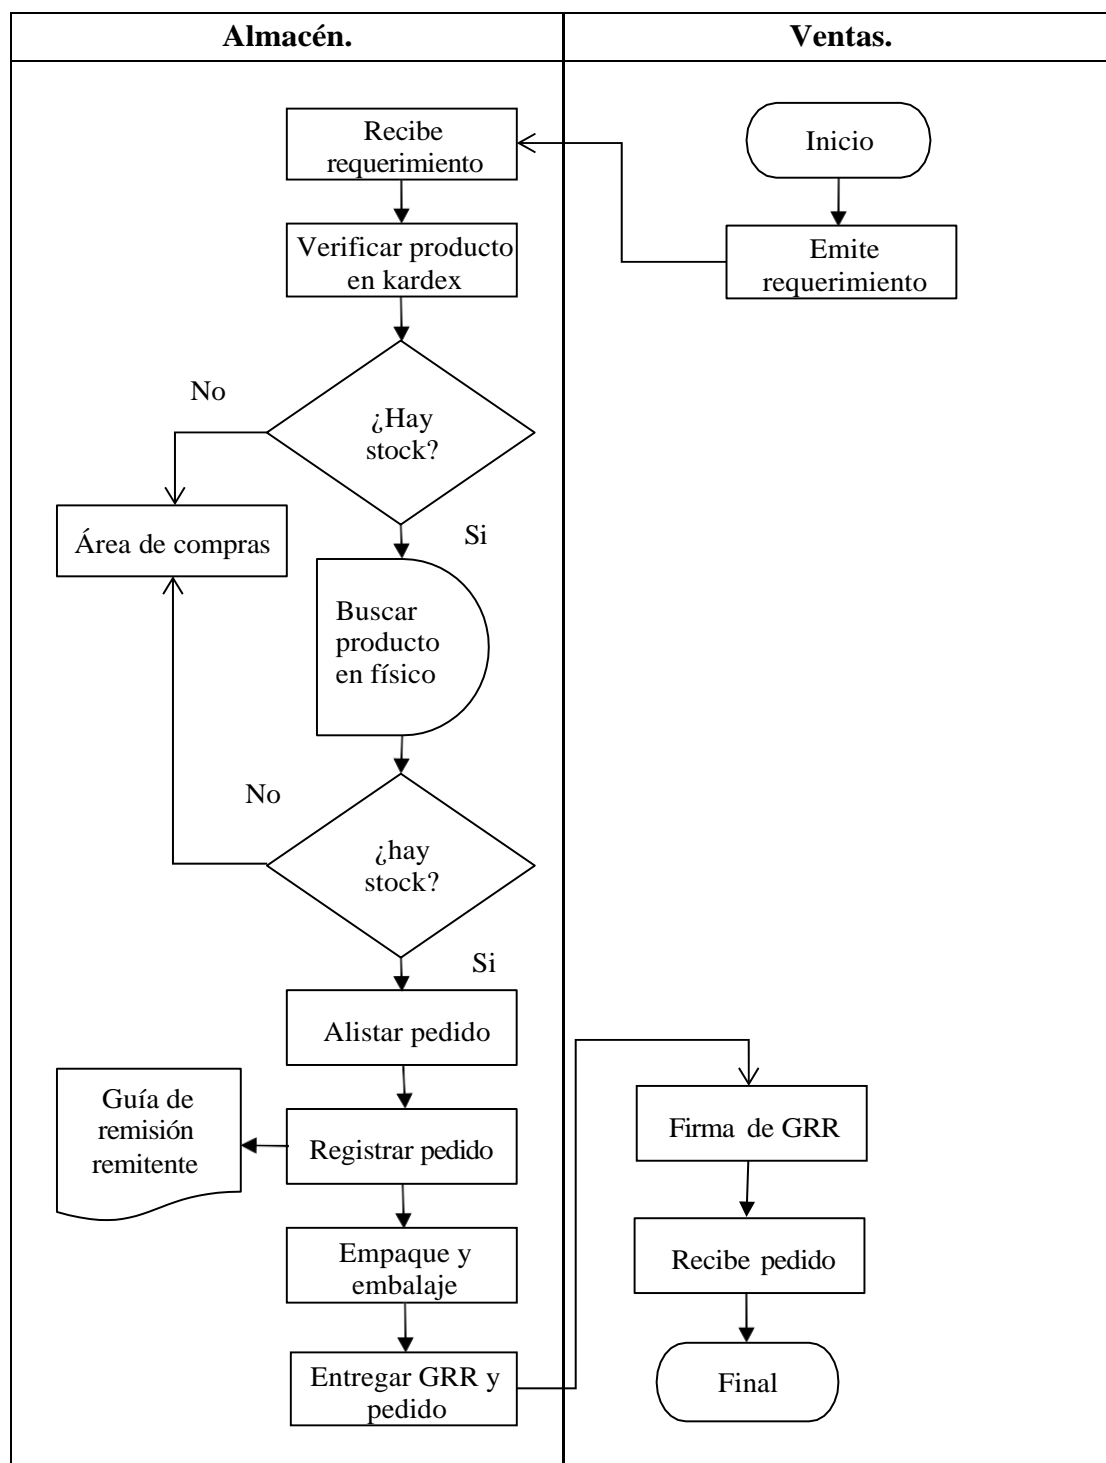 Almacén.
Ventas.
Recibe
requerimiento
Inicio
Verificar producto
en kardex
Emite
requerimiento
No
¿Hay
stock?
Si
Área de compras
Buscar
producto
en físico
No
¿hay
stock?
Si
Alistar pedido
Guía de
remisión
remitente
Registrar pedido
Firma de GRR
Empaque y
embalaje
Recibe pedido
Entregar GRR y
pedido
Final